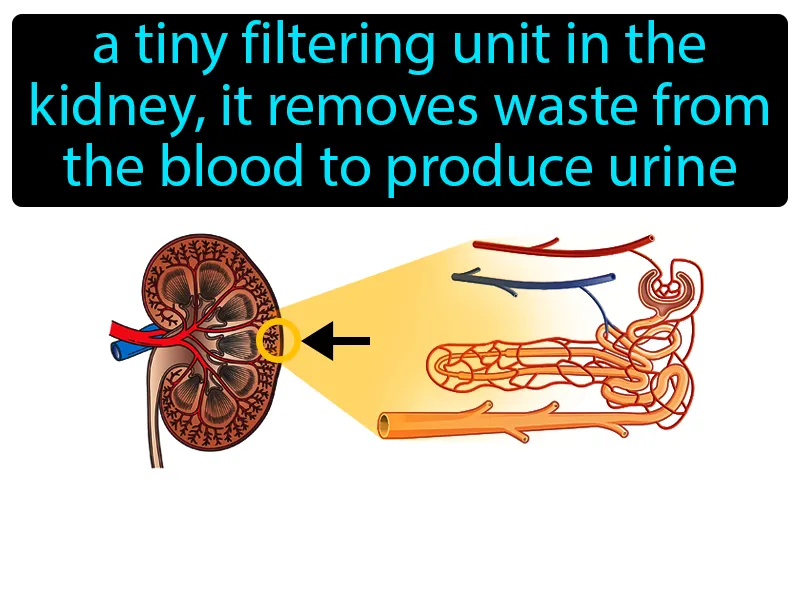 a tiny filtering unit in the
kidney, it removes waste from
the blood to produce urine